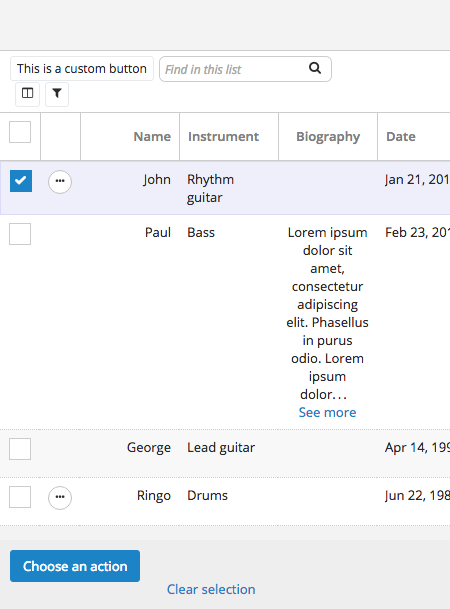 This is a custom button
Find in this list
Name Instrument Biography Date
John Rhythm guitar Jan 21, 201
Paul Bass Feb 23, 201
Lorem ipsum
dolor sit
amet,
consectetur
adipiscing
elit. Phasellus
in purus
odio. Lorem
ipsum
dolor...
See more
George Lead guitar Apr 14, 199
Ringo Drums Jun 22, 198
Choose an action
Clear selection